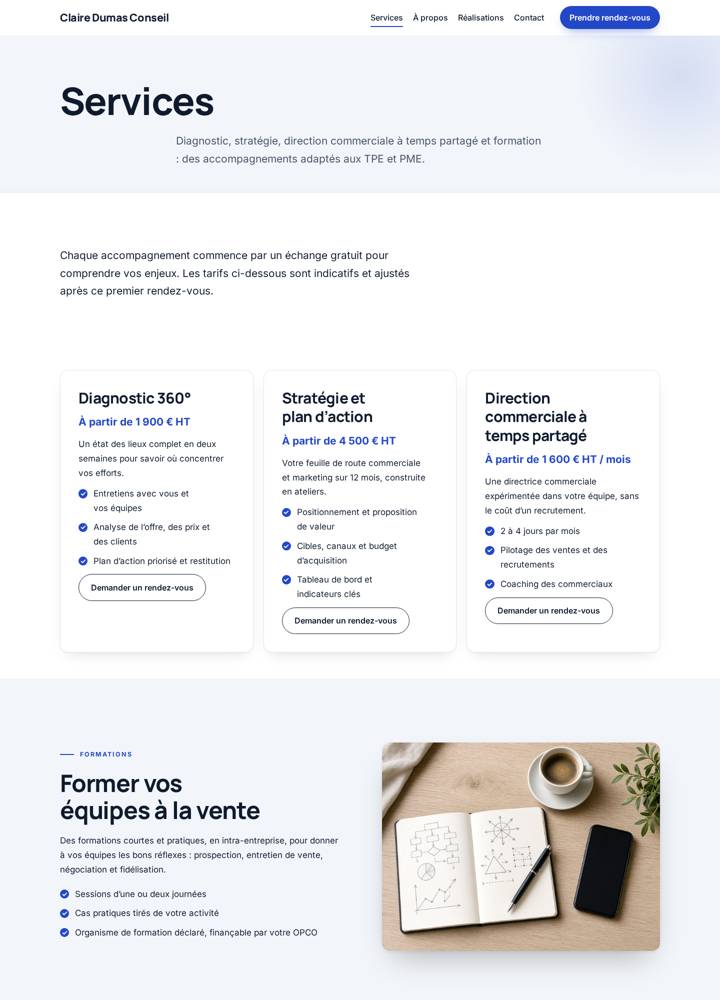 Claire Dumas Conseil
Services
À propos
Réalisations
Contact
Prendre rendez-vous
Services
Diagnostic, stratégie, direction commerciale à temps partagé et formation
: des accompagnements adaptés aux TPE et PME.
Chaque accompagnement commence par un échange gratuit pour
comprendre vos enjeux. Les tarifs ci-dessous sont indicatifs et ajustés
après ce premier rendez-vous.
Diagnostic 360°
À partir de 1 900 € HT
Un état des lieux complet en deux
semaines pour savoir où concentrer
vos efforts.
Entretiens avec vous et
vos équipes
Analyse de l’offre, des prix et
des clients
Plan d’action priorisé et restitution
Demander un rendez-vous
Stratégie et
plan d’action
À partir de 4 500 € HT
Votre feuille de route commerciale
et marketing sur 12 mois, construite
en ateliers.
Positionnement et proposition
de valeur
Cibles, canaux et budget
d’acquisition
Tableau de bord et
indicateurs clés
Demander un rendez-vous
Direction
commerciale à
temps partagé
À partir de 1 600 € HT / mois
Une directrice commerciale
expérimentée dans votre équipe, sans
le coût d’un recrutement.
2 à 4 jours par mois
Pilotage des ventes et des
recrutements
Coaching des commerciaux
Demander un rendez-vous
FORMATIONS
Former vos
équipes à la vente
Des formations courtes et pratiques, en intra-entreprise, pour donner
à vos équipes les bons réflexes : prospection, entretien de vente,
négociation et fidélisation.
Sessions d’une ou deux journées
Cas pratiques tirés de votre activité
Organisme de formation déclaré, finançable par votre OPCO